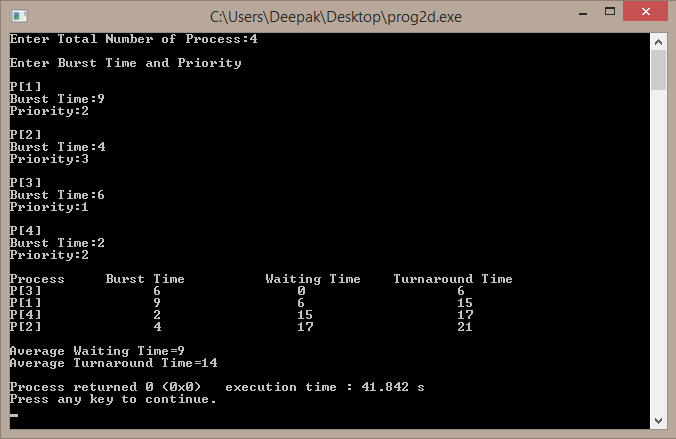 C:\Users\Deepak\Desktop\prog2d.exe
Enter Total Number of Process:4
Enter Burst Time and Priority
P[1]
Burst Time:9
Priority:2
P[2]
Burst Time:4
Priority:3
P[3]
Burst Time:6
Priority:1
P[4]
Burst Time:2
Priority:2
Process Burst Time Waiting Time Turnaround Time
P[3] 6 0 6
P[1] 9 6 15
P[4] 2 15 17
P[2] 4 17 21
Average Waiting Time=9
Average Turnaround Time=14
Process returned 0 (0x0) execution time : 41.842 s
Press any key to continue.